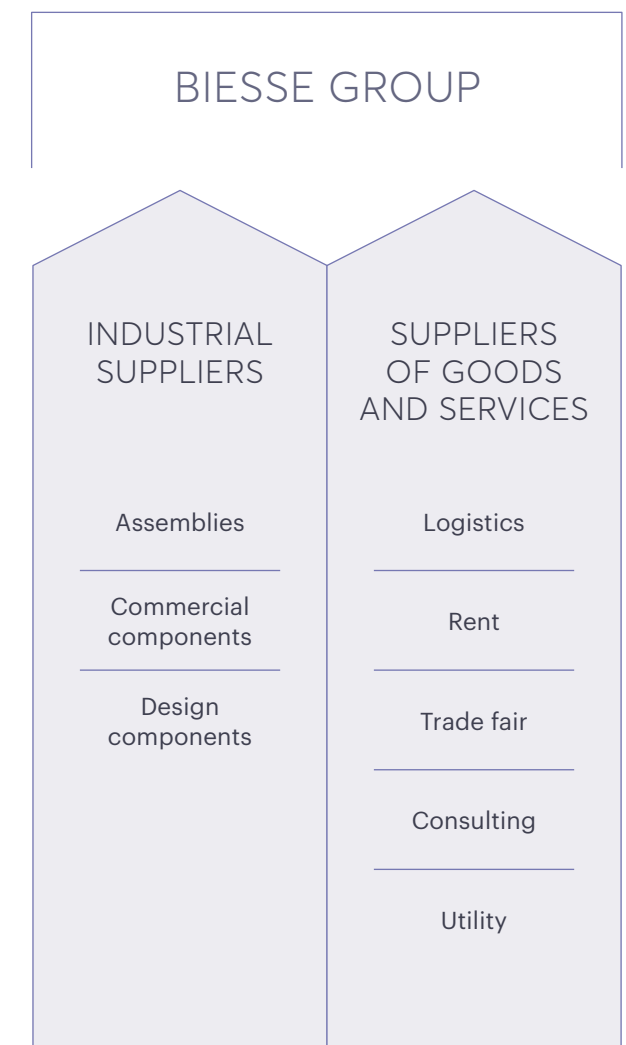 BIESSE GROUP
INDUSTRIAL
SUPPLIERS
Assemblies
Commercial
components
Design
components
SUPPLIERS
OF GOODS
AND SERVICES
Logistics
Rent
Trade fair
Consulting
Utility